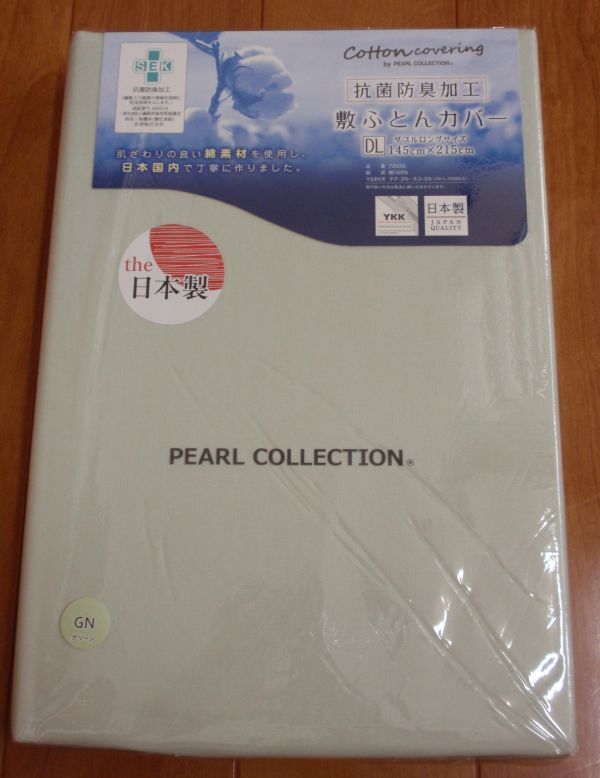 SEK
抗菌防臭加工
Cotton covering
by PEARL COLLECTION®
抗菌防臭加工
敷ふとんカバー
DL
ダブルロングサイズ
145cm×215cm
肌ざわりの良い綿素材を使用し、
日本国内で丁寧に作りました。
YKK
日本製
JAPAN
QUALITY
the
日本製
PEARL COLLECTION®
GN
グリーン